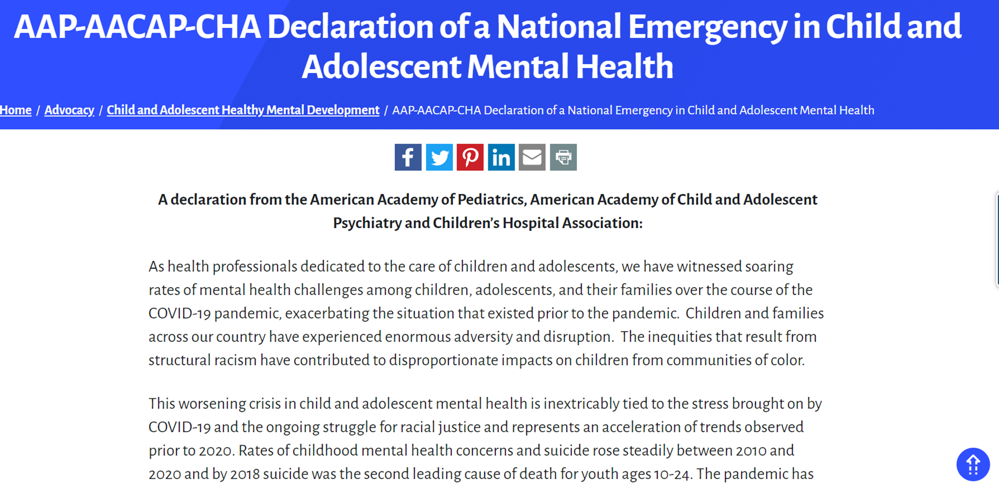 AAP-AACAP-CHA Declaration of a National Emergency in Child and
Adolescent Mental Health
Home / Advocacy / Child and Adolescent Healthy Mental Development / AAP-AACAP-CHA Declaration of a National Emergency in Child and Adolescent Mental Health
A declaration from the American Academy of Pediatrics, American Academy of Child and Adolescent
Psychiatry and Children’s Hospital Association:
As health professionals dedicated to the care of children and adolescents, we have witnessed soaring
rates of mental health challenges among children, adolescents, and their families over the course of the
COVID-19 pandemic, exacerbating the situation that existed prior to the pandemic.  Children and families
across our country have experienced enormous adversity and disruption.  The inequities that result from
structural racism have contributed to disproportionate impacts on children from communities of color.
This worsening crisis in child and adolescent mental health is inextricably tied to the stress brought on by
COVID-19 and the ongoing struggle for racial justice and represents an acceleration of trends observed
prior to 2020. Rates of childhood mental health concerns and suicide rose steadily between 2010 and
2020 and by 2018 suicide was the second leading cause of death for youth ages 10-24. The pandemic has